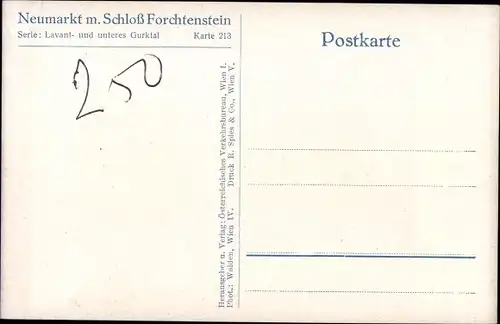 Neumarkt m. Schloß Forchtenstein
Serie: Lavant- und unteres Gurktal Karte 213
250
Herausgeber u. Verlag: Österreichisches Verkehrsbureau, Wien I.
Phot.: Walden, Wien IV. Druck R. Spies & Co., Wien V.
Postkarte